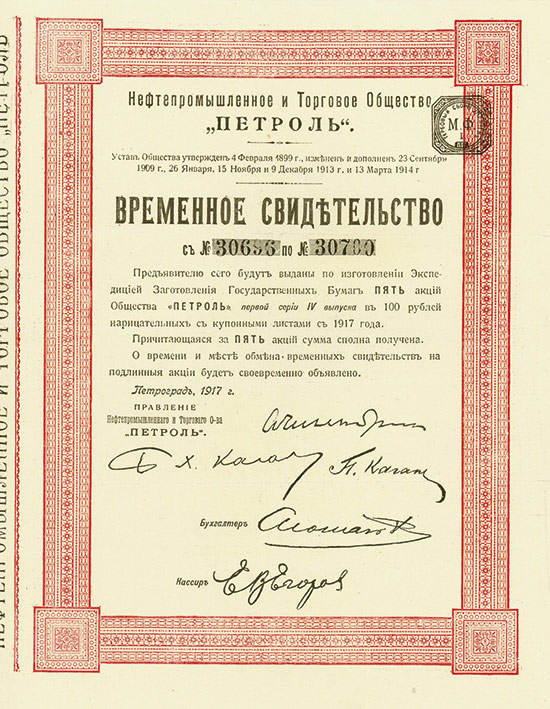 Нефтепромышленное и Торговое Общество
„ПЕТРОЛЬ“.
Уставъ Общества утвержденъ 4 Февраля 1899 г., измѣненъ и дополненъ 23 Сентября
1909 г., 26 Января, 15 Ноября и 9 Декабря 1913 г. и 13 Марта 1914 г
М.Ф.
ВРЕМЕННОЕ СВИДѢТЕЛЬСТВО
съ № по №
Предъявителю сего будутъ выданы по изготовленіи Экспе-
диціей Заготовленія Государственныхъ Бумагъ ПЯТЬ акцій
Общества «ПЕТРОЛЬ» первой серіи IV выпуска въ 100 рублей
нарицательныхъ съ купонными листами съ 1917 года.
Причитающаяся за ПЯТЬ акцій сумма сполна получена.
О времени и мѣстѣ обмѣна временныхъ свидѣтельствъ на
подлинныя акціи будетъ своевременно объявлено.
Петроградъ, 1917 г.
ПРАВЛЕНІЕ
Нефтепромышленнаго и Торговаго О-ва
„ПЕТРОЛЬ“.
Х. Каган
П. Каган
Бухгалтеръ
Кассиръ Е В Егоров
НЕФТЕПРОМЫШЛЕННОЕ И ТОРГОВОЕ ОБЩЕСТВО „ПЕТРОЛЬ